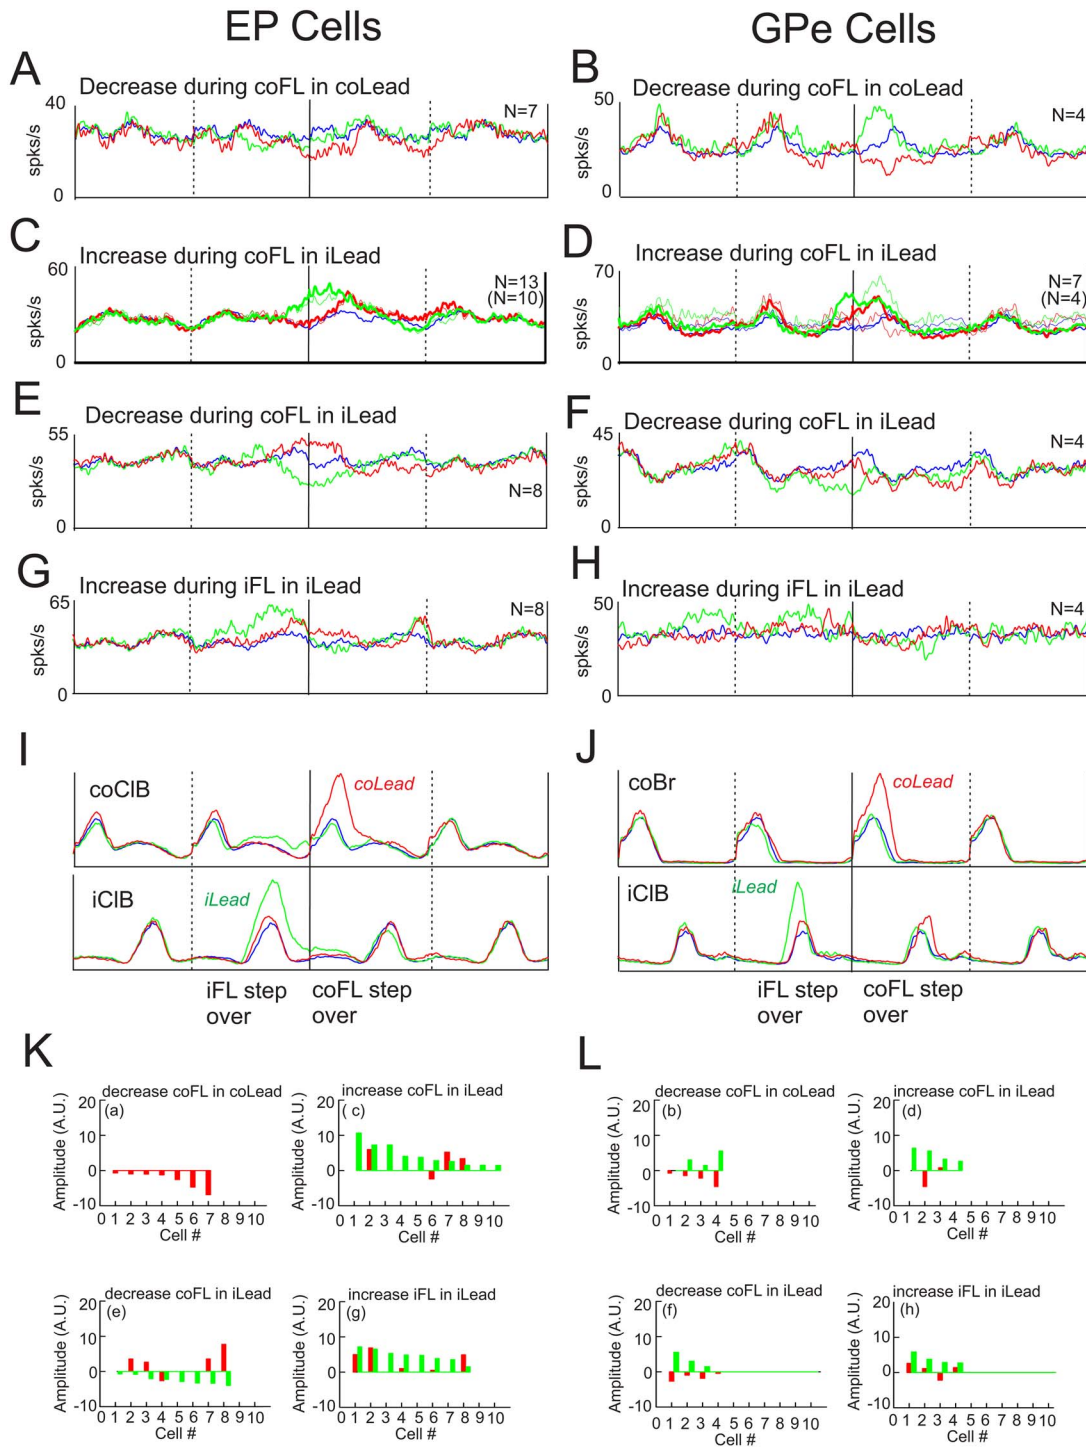 EP Cells
GPe Cells
A
Decrease during coFL in coLead
40
N=7
spks/s
0
B
Decrease during coFL in coLead
50
N=4
spks/s
0
C
Increase during coFL in iLead
60
N=13
(N=10)
spks/s
0
D
Increase during coFL in iLead
70
N=7
(N=4)
spks/s
0
E
Decrease during coFL in iLead
55
spks/s
N=8
0
F
Decrease during coFL in iLead
45
N=4
spks/s
0
G
Increase during iFL in iLead
65
N=8
spks/s
0
H
Increase during iFL in iLead
50
N=4
spks/s
0
I
coClB
coLead
iClB
iLead
iFL step
over
coFL step
over
J
coBr
coLead
iClB
iLead
iFL step
over
coFL step
over
K
decrease coFL in coLead
(a)
Amplitude (A.U.)
20
10
0
-10
0 1 2 3 4 5 6 7 8 9 10
Cell #
increase coFL in iLead
( c)
Amplitude (A.U.)
20
10
0
-10
0 1 2 3 4 5 6 7 8 9 10
Cell #
decrease coFL in iLead
(e)
Amplitude (A.U.)
20
10
0
-10
0 1 2 3 4 5 6 7 8 9 10
Cell #
increase iFL in iLead
(g)
Amplitude (A.U.)
20
10
0
-10
0 1 2 3 4 5 6 7 8 9 10
Cell #
L
decrease coFL in coLead
(b)
Amplitude (A.U.)
20
10
0
-10
0 1 2 3 4 5 6 7 8 9 10
Cell #
increase coFL in iLead
(d)
Amplitude (A.U.)
20
10
0
-10
0 1 2 3 4 5 6 7 8 9 10
Cell #
decrease coFL in iLead
(f)
Amplitude (A.U.)
20
10
0
-10
0 1 2 3 4 5 6 7 8 9 10
Cell #
increase iFL in iLead
(h)
Amplitude (A.U.)
20
10
0
-10
0 1 2 3 4 5 6 7 8 9 10
Cell #